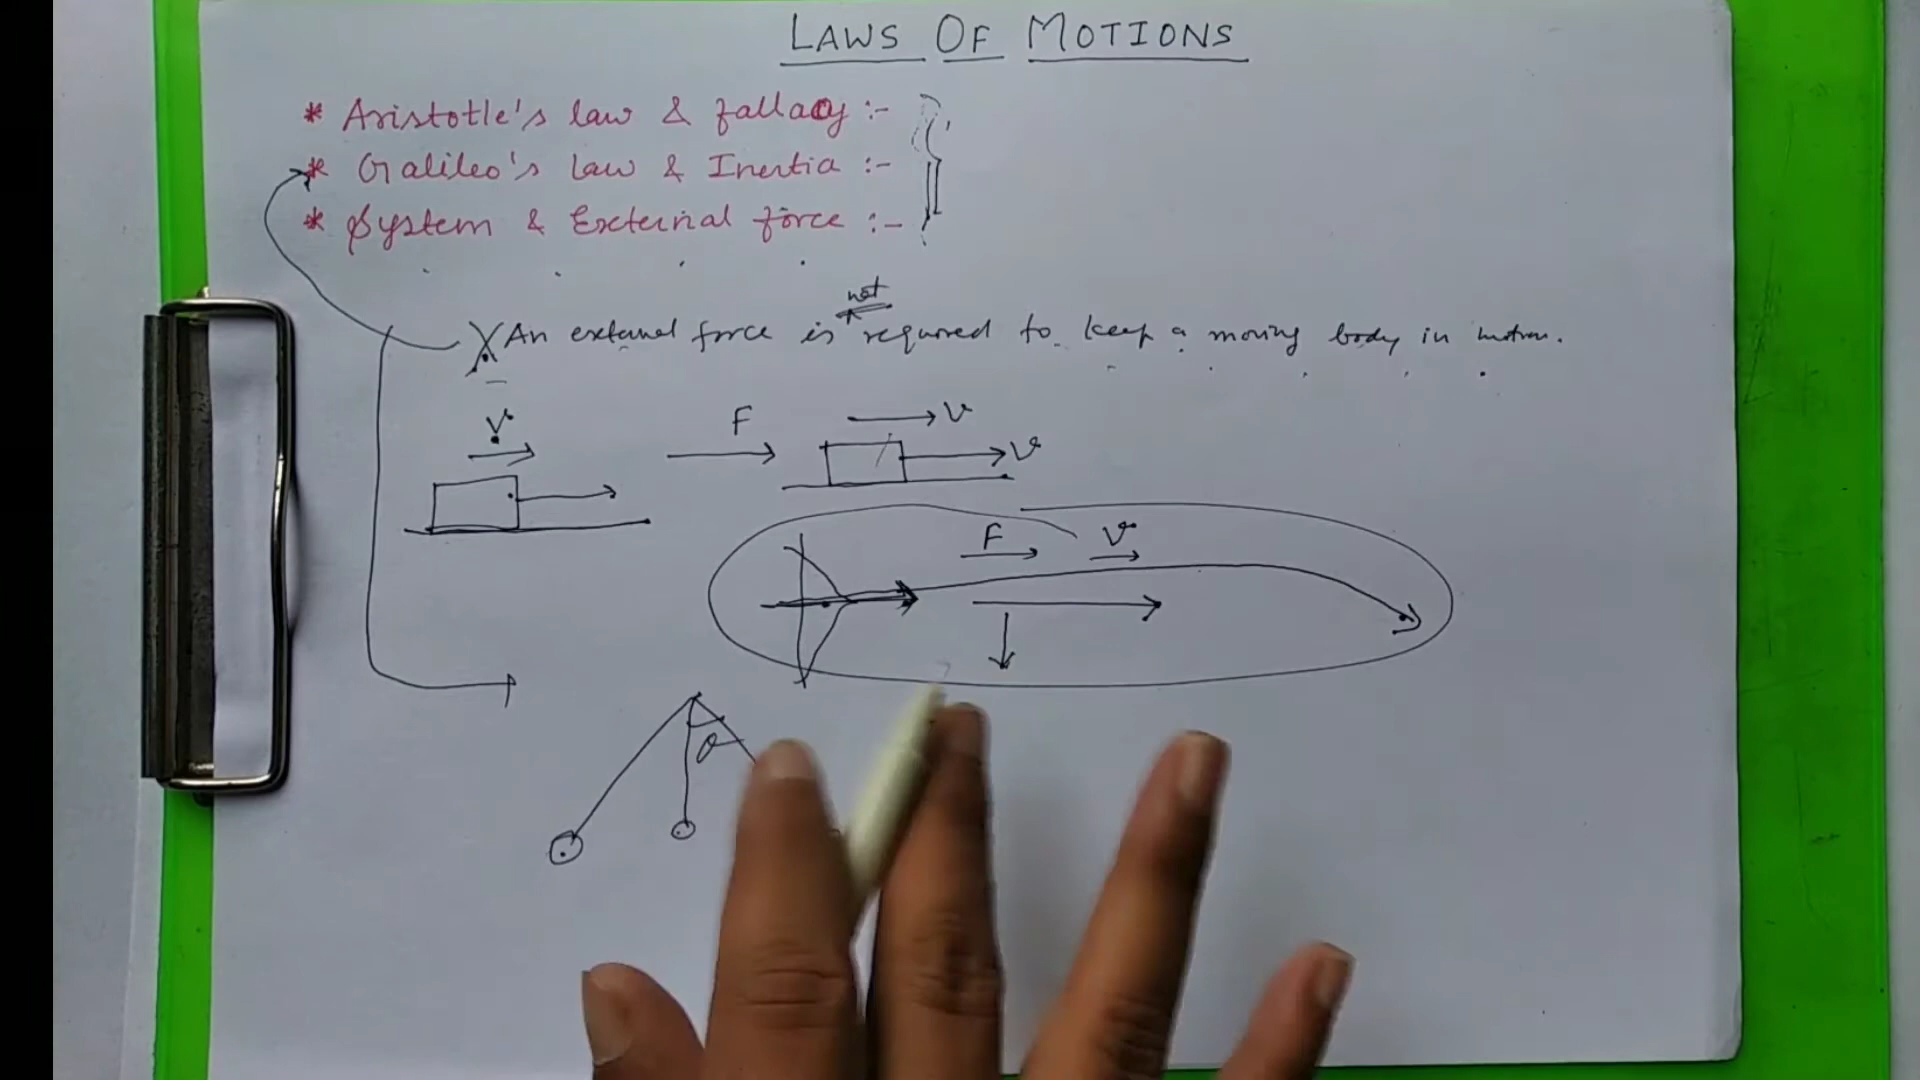 LAWS OF MOTIONS
* Aristotle's law & fallacy :-
* Galileo's Law & Inertia :-
* System & External force :-
not
X An external force is required to keep a moving body in motion.
V F V
V
F V
θ